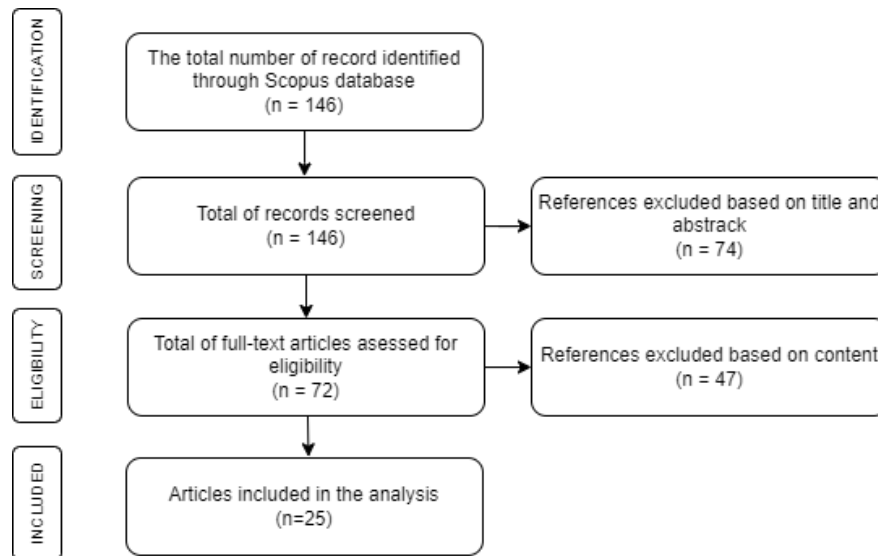 IDENTIFICATION
The total number of record identified
through Scopus database
(n = 146)
SCREENING
Total of records screened
(n = 146)
References excluded based on title and
abstrack
(n = 74)
ELIGIBILITY
Total of full-text articles asessed for
eligibility
(n = 72)
References excluded based on content
(n = 47)
INCLUDED
Articles included in the analysis
(n=25)